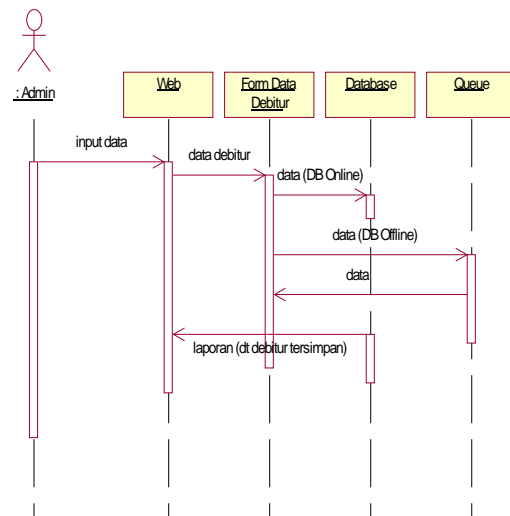 : Admin
Web
Form Data
Debitur
Database
Queue
input data
data debitur
data (DB Online)
data (DB Offline)
data
laporan (dt debitur tersimpan)